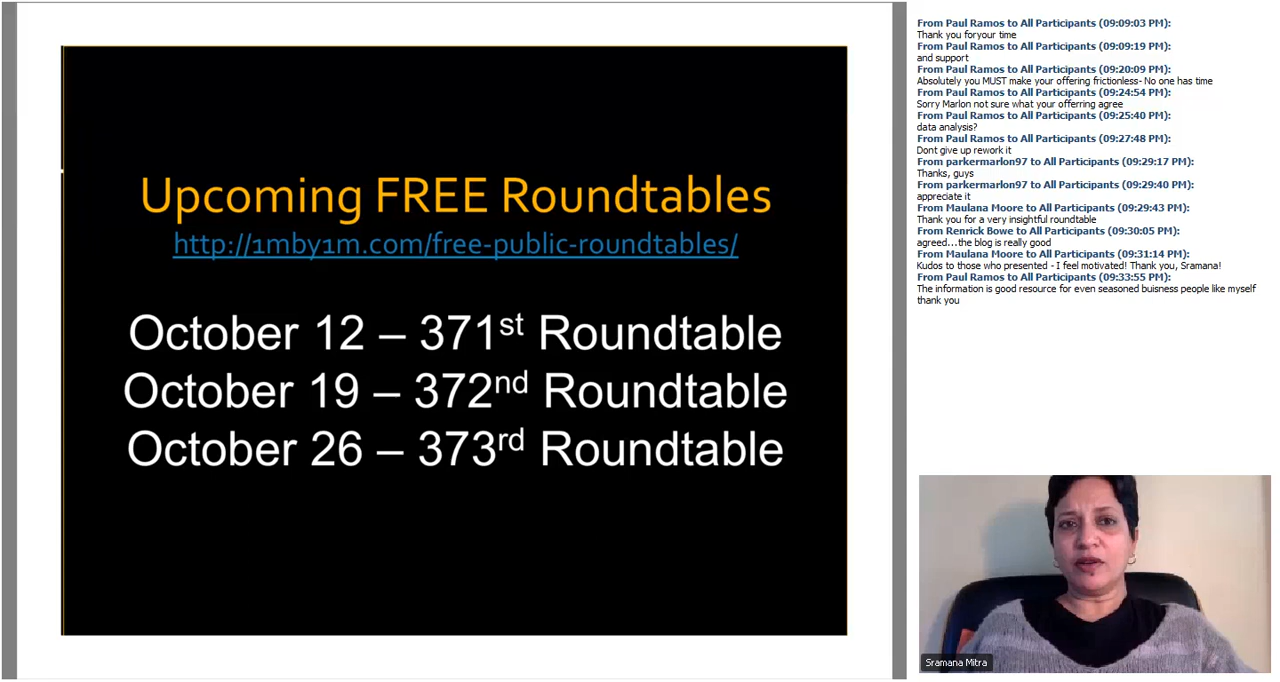 Upcoming FREE Roundtables
http://1mby1m.com/free-public-roundtables/
October 12 – 371st Roundtable
October 19 – 372nd Roundtable
October 26 – 373rd Roundtable
From Paul Ramos to All Participants (09:09:03 PM):
Thank you foryour time
From Paul Ramos to All Participants (09:09:19 PM):
and support
From Paul Ramos to All Participants (09:20:09 PM):
Absolutely you MUST make your offering frictionless- No one has time
From Paul Ramos to All Participants (09:24:54 PM):
Sorry Marlon not sure what your offerring agree
From Paul Ramos to All Participants (09:25:40 PM):
data analysis?
From Paul Ramos to All Participants (09:27:48 PM):
Dont give up rework it
From parkermarlon97 to All Participants (09:29:17 PM):
Thanks, guys
From parkermarlon97 to All Participants (09:29:40 PM):
appreciate it
From Maulana Moore to All Participants (09:29:43 PM):
Thank you for a very insightful roundtable
From Renrick Bowe to All Participants (09:30:05 PM):
agreed...the blog is really good
From Maulana Moore to All Participants (09:31:14 PM):
Kudos to those who presented - I feel motivated! Thank you, Sramana!
From Paul Ramos to All Participants (09:33:55 PM):
The information is good resource for even seasoned buisness people like myself
thank you
Sramana Mitra